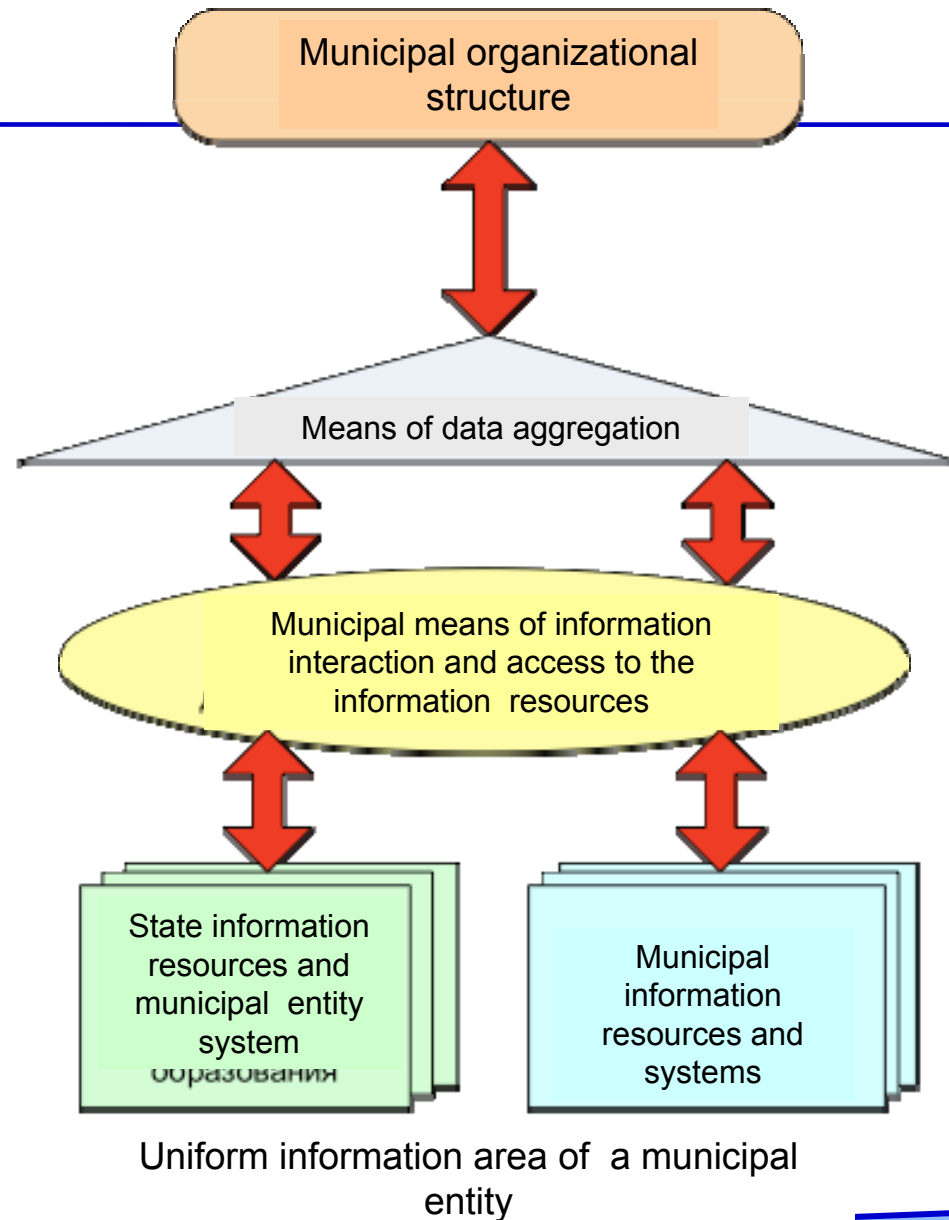 Municipal organizational
structure
Means of data aggregation
Municipal means of information
interaction and access to the
information resources
State information
resources and
municipal entity
system
образования
Municipal
information
resources and
systems
Uniform information area of a municipal
entity